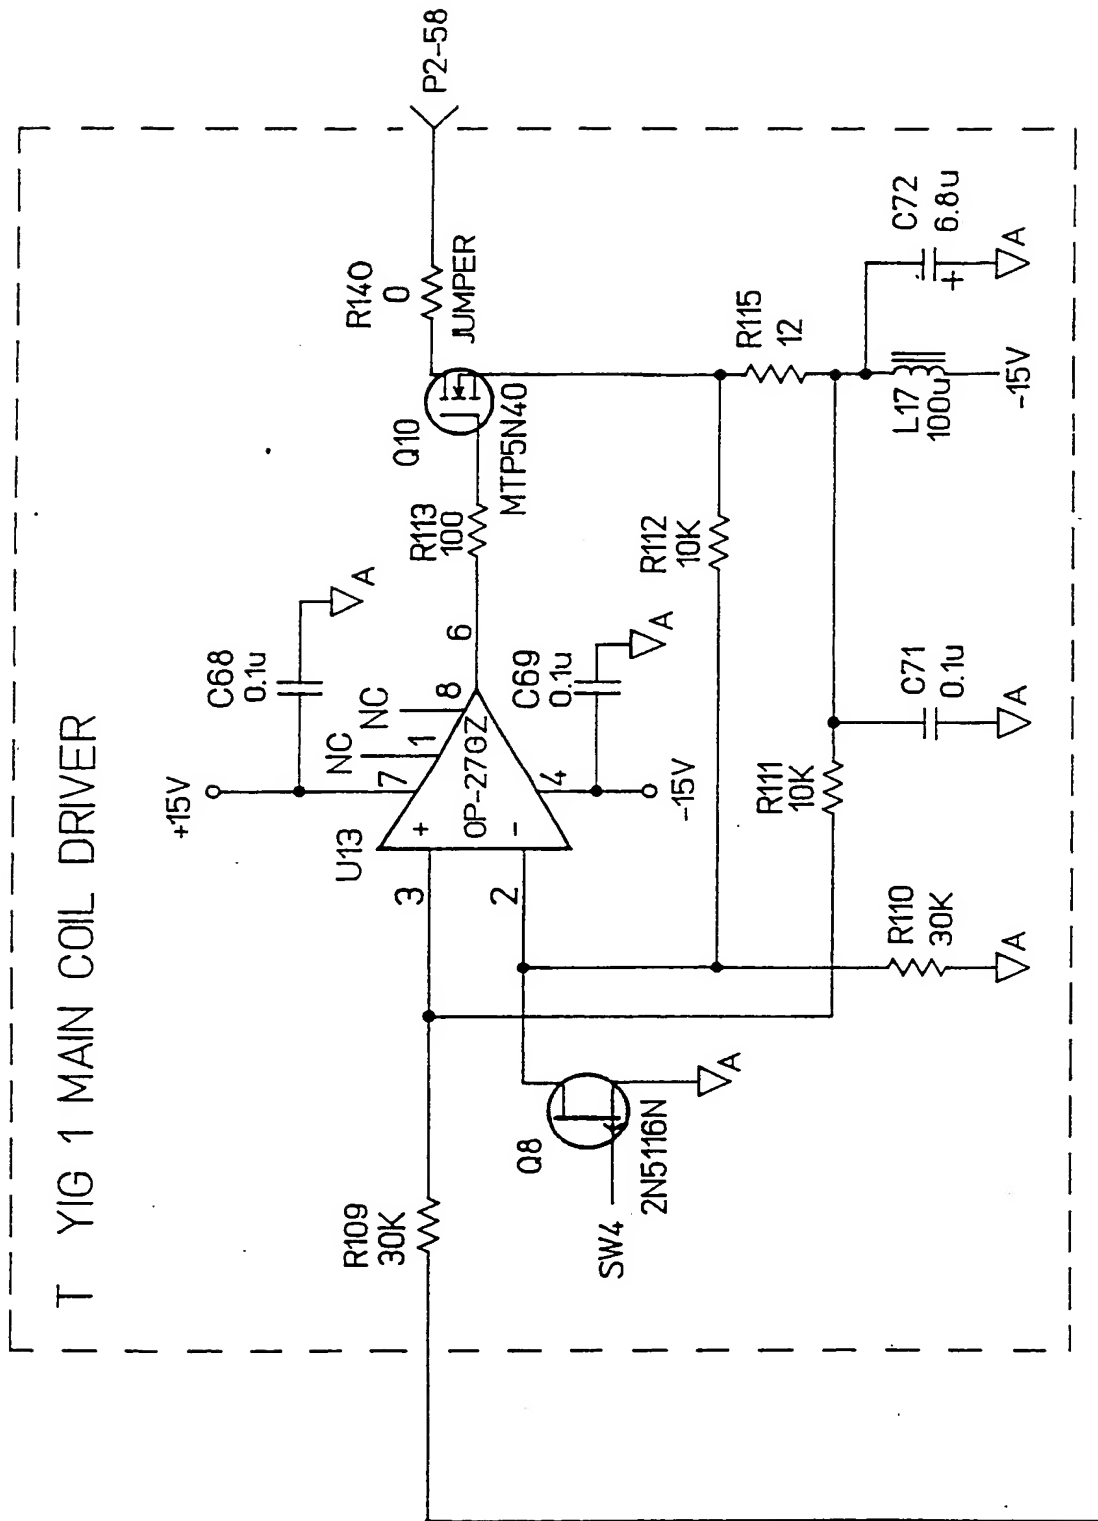 T YIG 1 MAIN COIL DRIVER
+15V
C68
0.1u
A
NC
NC
7
1
8
U13
+
-
OP-27GZ
3
2
6
4
C69
0.1u
A
-15V
R113
100
Q10
MTP5N40
R140
0
JUMPER
P2-58
R109
30K
Q8
2N5116N
SW4
A
R112
10K
R111
10K
R110
30K
A
C71
0.1u
A
R115
12
L17
100u
-15V
C72
6.8u
+
A